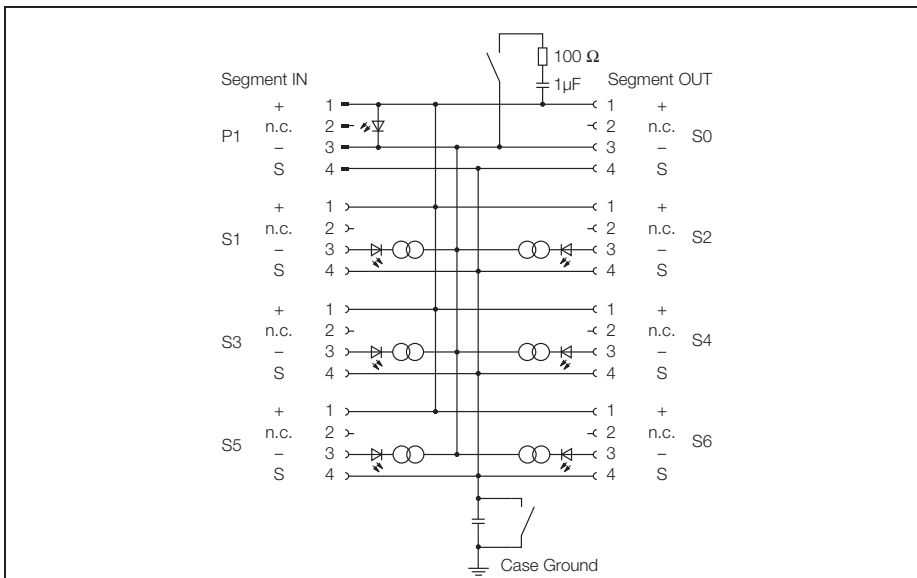 100 Ω
Segment IN
1µF
Segment OUT
+ 1 1 +
n.c. 2 2 n.c.
P1 S0
– 3 3 –
S 4 4 S
+ 1 1 +
n.c. 2 2 n.c.
S1 S2
– 3 3 –
S 4 4 S
+ 1 1 +
n.c. 2 2 n.c.
S3 S4
– 3 3 –
S 4 4 S
+ 1 1 +
n.c. 2 2 n.c.
S5 S6
– 3 3 –
S 4 4 S
Case Ground